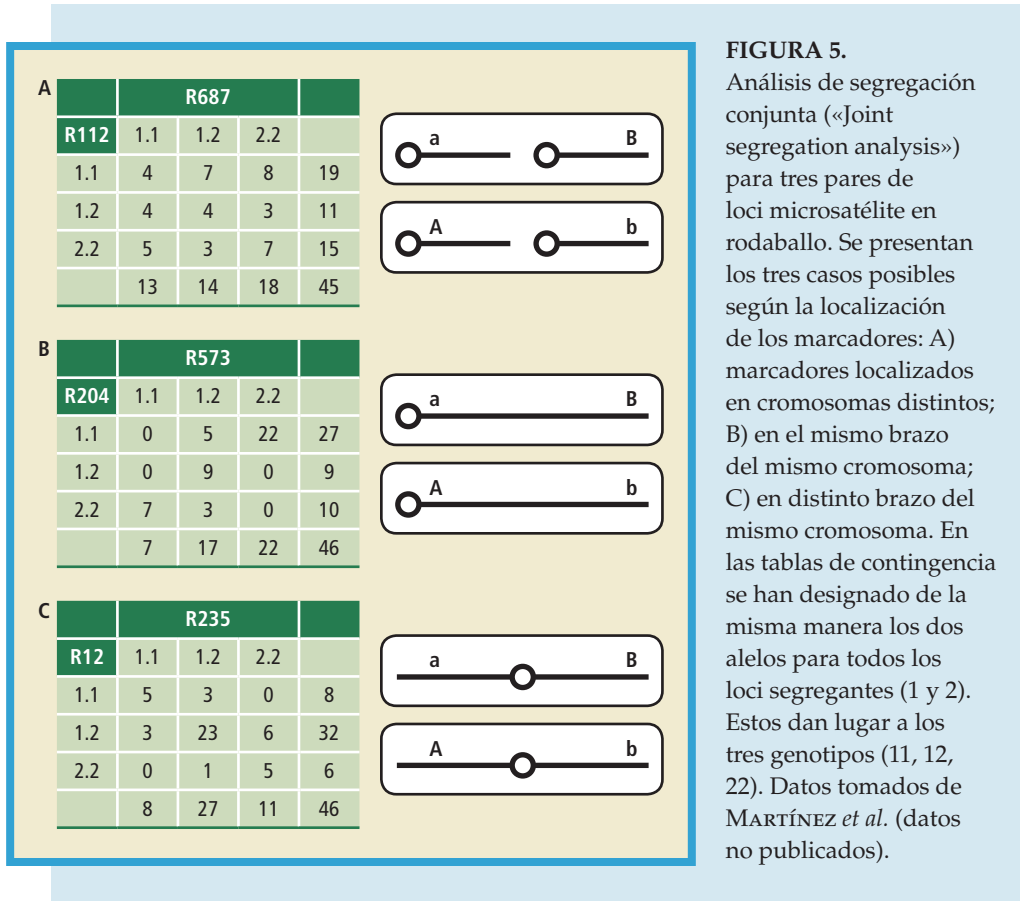 A
R687
R112 1.1 1.2 2.2
1.1 4 7 8 19
1.2 4 4 3 11
2.2 5 3 7 15
13 14 18 45
a B
A b
B
R573
R204 1.1 1.2 2.2
1.1 0 5 22 27
1.2 0 9 0 9
2.2 7 3 0 10
7 17 22 46
a B
A b
C
R235
R12 1.1 1.2 2.2
1.1 5 3 0 8
1.2 3 23 6 32
2.2 0 1 5 6
8 27 11 46
a B
A b
FIGURA 5.
Análisis de segregación
conjunta («Joint
segregation analysis»)
para tres pares de
loci microsatélite en
rodaballo. Se presentan
los tres casos posibles
según la localización
de los marcadores: A)
marcadores localizados
en cromosomas distintos;
B) en el mismo brazo
del mismo cromosoma;
C) en distinto brazo del
mismo cromosoma. En
las tablas de contingencia
se han designado de la
misma manera los dos
alelos para todos los
loci segregantes (1 y 2).
Estos dan lugar a los
tres genotipos (11, 12,
22). Datos tomados de
MARTÍNEZ et al. (datos
no publicados).